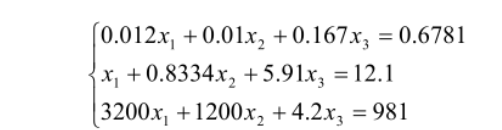 0.012x₁ + 0.01x₂ + 0.167x₃ = 0.6781
x₁ + 0.8334x₂ + 5.91x₃ = 12.1
3200x₁ + 1200x₂ + 4.2x₃ = 981